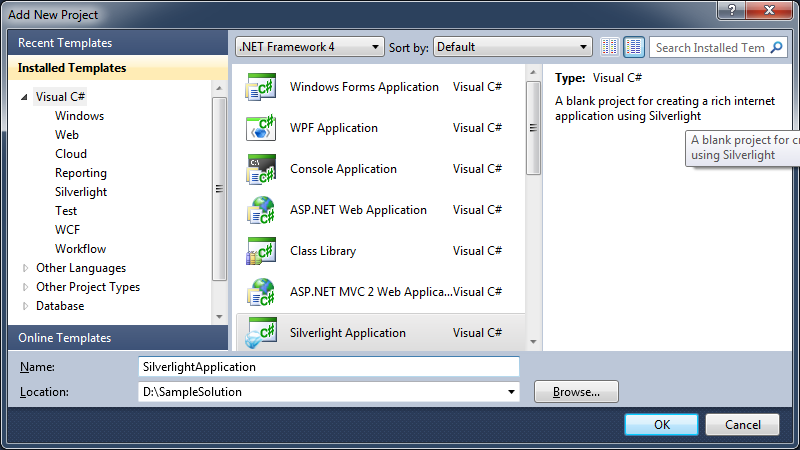 Add New Project
Recent Templates
Installed Templates
Visual C#
Windows
Web
Cloud
Reporting
Silverlight
Test
WCF
Workflow
Other Languages
Other Project Types
Database
Online Templates
.NET Framework 4
Sort by:
Default
Search Installed Tem
Windows Forms Application Visual C#
WPF Application Visual C#
Console Application Visual C#
ASP.NET Web Application Visual C#
Class Library Visual C#
ASP.NET MVC 2 Web Applica... Visual C#
Silverlight Application Visual C#
Type: Visual C#
A blank project for creating a rich internet
application using Silverlight
A blank project for cr
using Silverlight
Name: SilverlightApplication
Location: D:\SampleSolution
Browse...
OK Cancel